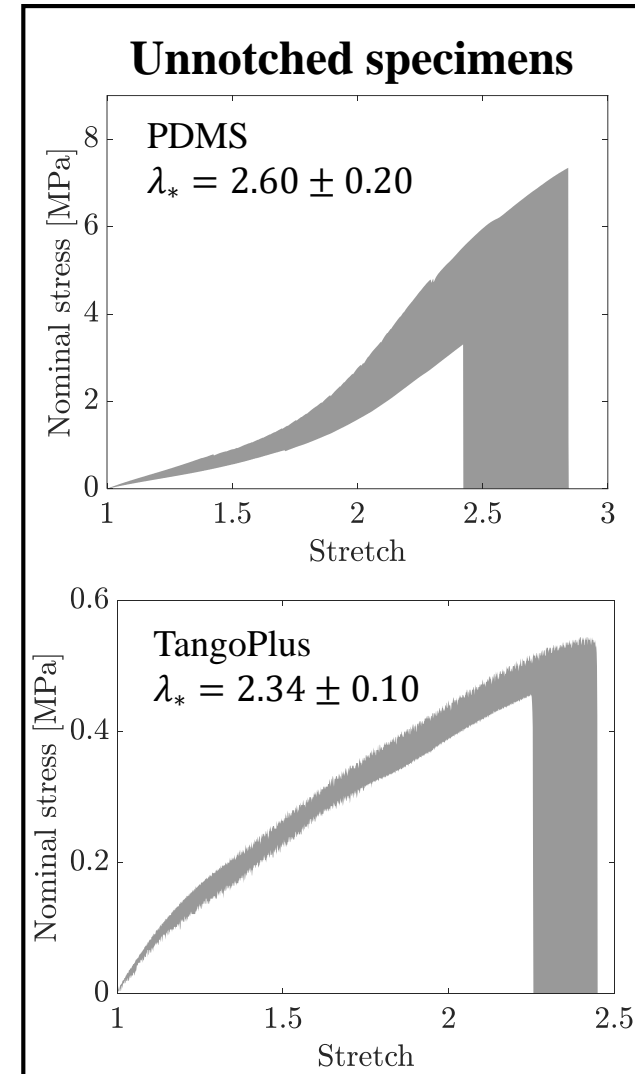 Unnotched specimens
PDMS
λ* = 2.60 ± 0.20
Nominal stress [MPa]
8
6
4
2
0
1 1.5 2 2.5 3
Stretch
TangoPlus
λ* = 2.34 ± 0.10
Nominal stress [MPa]
0.6
0.4
0.2
0
1 1.5 2 2.5
Stretch